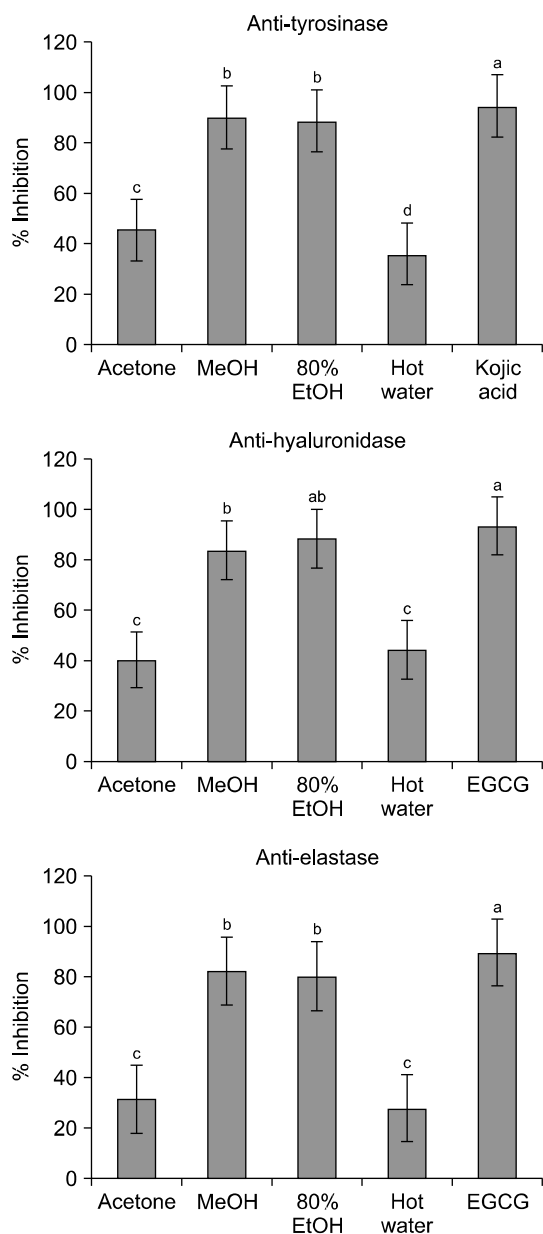 Anti-tyrosinase
120
100
80
60
40
20
0
% Inhibition
c
b
b
d
a
Acetone
MeOH
80%
EtOH
Hot
water
Kojic
acid
Anti-hyaluronidase
120
100
80
60
40
20
0
% Inhibition
c
b
ab
c
a
Acetone
MeOH
80%
EtOH
Hot
water
EGCG
Anti-elastase
120
100
80
60
40
20
0
% Inhibition
c
b
b
c
a
Acetone
MeOH
80%
EtOH
Hot
water
EGCG